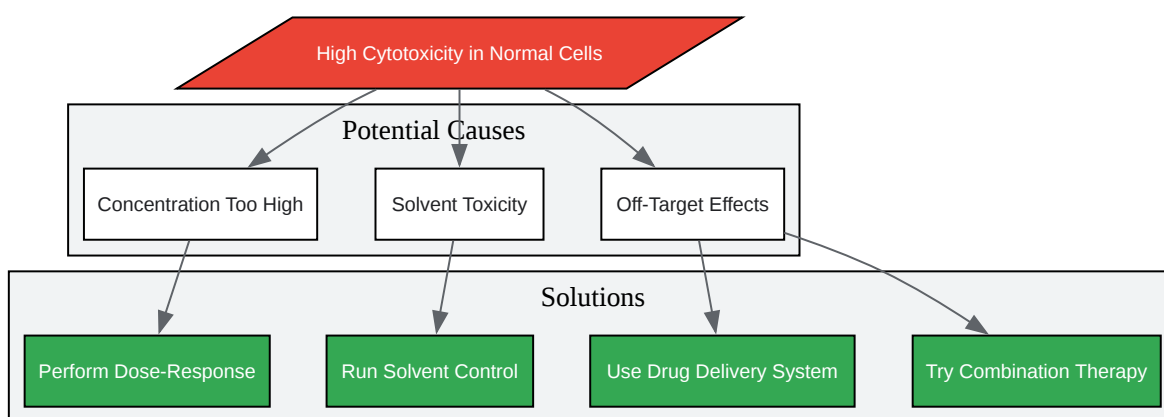 High Cytotoxicity in Normal Cells
Potential Causes
Concentration Too High
Solvent Toxicity
Off-Target Effects
Solutions
Perform Dose-Response
Run Solvent Control
Use Drug Delivery System
Try Combination Therapy